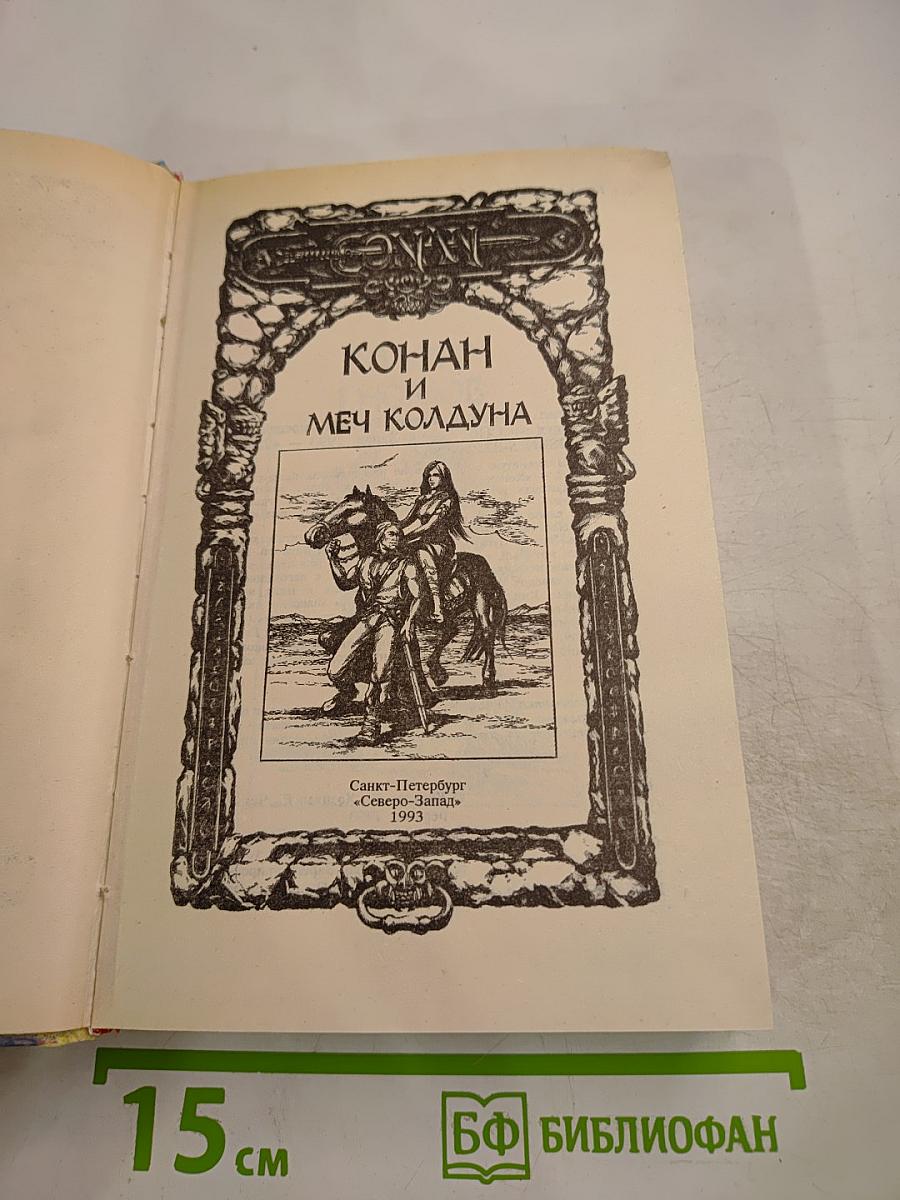 CONAN
КОНАН
И
МЕЧ КОЛДУНА
Санкт-Петербург
«Северо-Запад»
1993
15 см
БФ БИБЛИОФАН